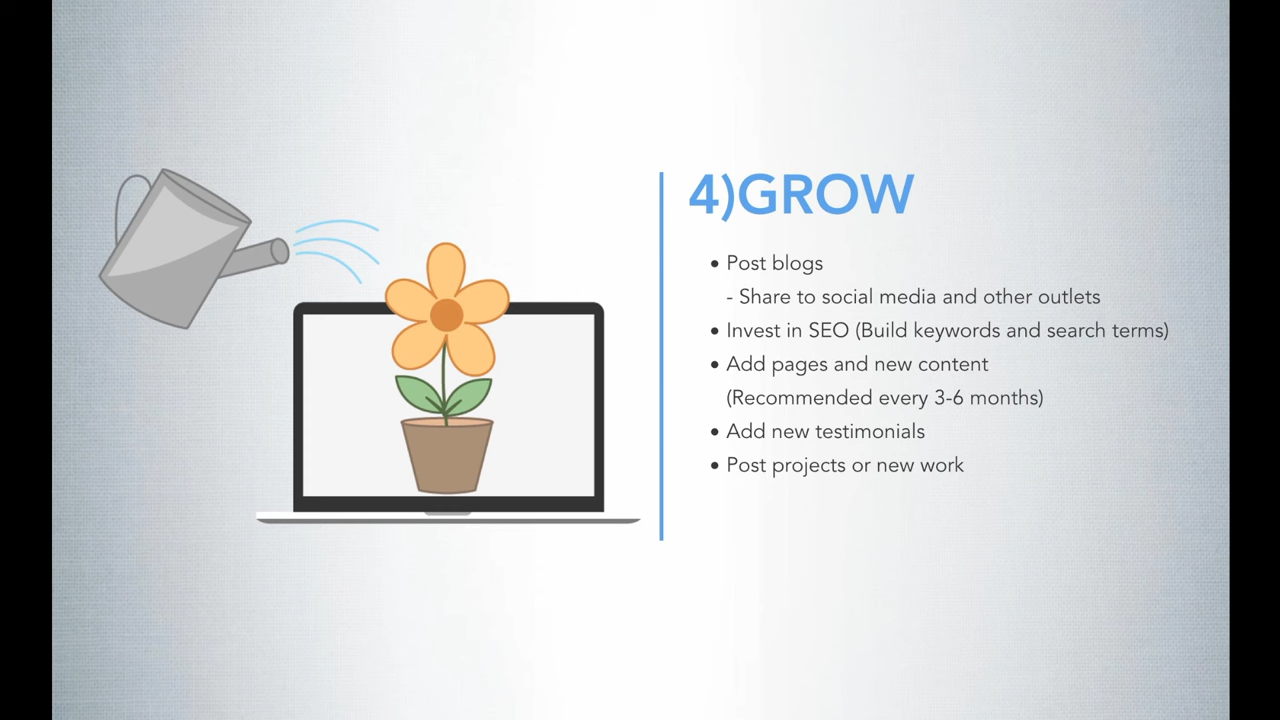 4)GROW
• Post blogs
- Share to social media and other outlets
• Invest in SEO (Build keywords and search terms)
• Add pages and new content
(Recommended every 3-6 months)
• Add new testimonials
• Post projects or new work